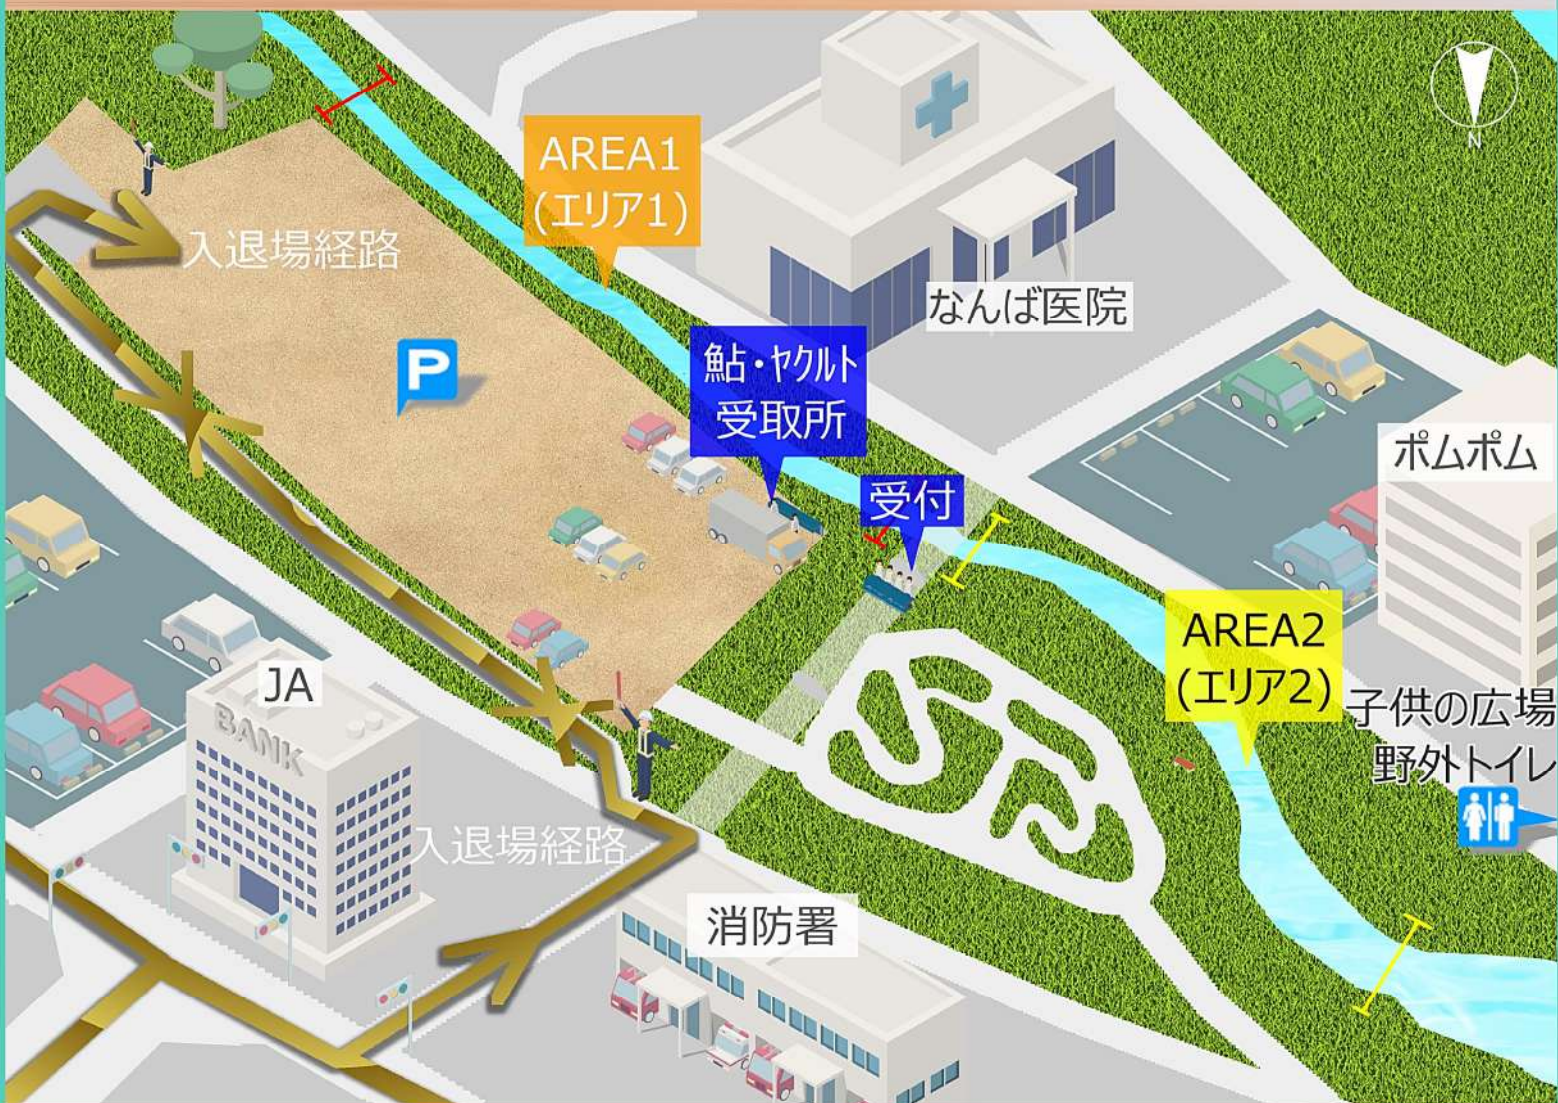 N
AREA1
(エリア1)
入退場経路
なんば医院
P
鮎・ヤクルト
受取所
受付
ポムポム
AREA2
(エリア2)
子供の広場
野外トイレ
JA
BANK
入退場経路
消防署